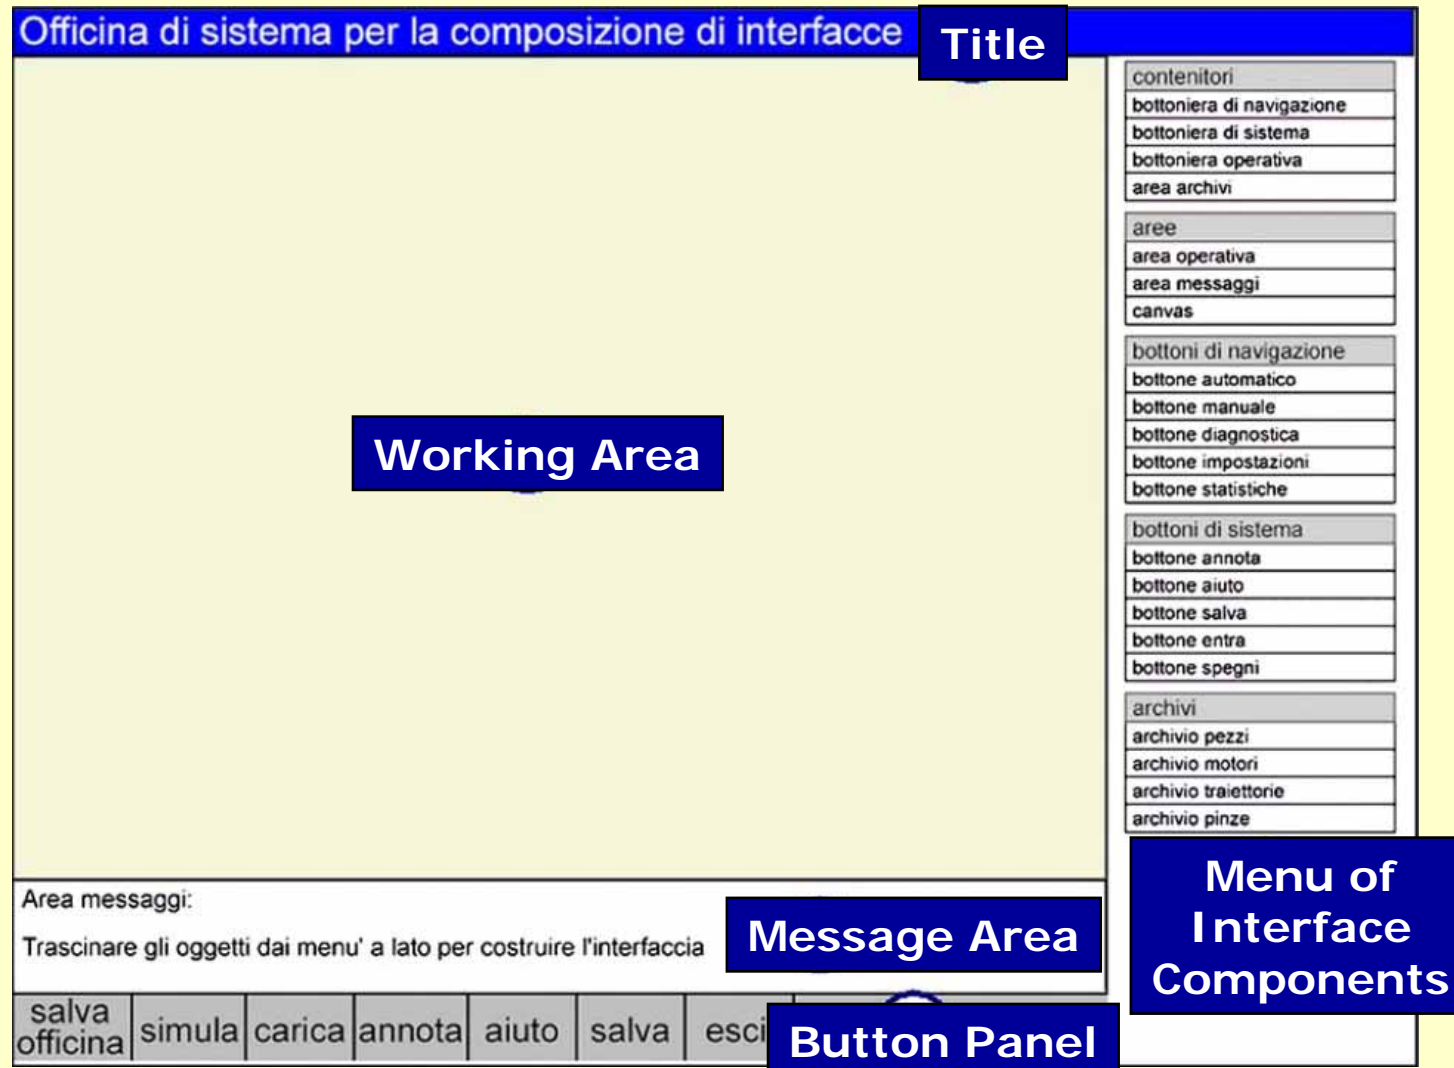 Officina di sistema per la composizione di interfacce
Title
contenitori
bottoniera di navigazione
bottoniera di sistema
bottoniera operativa
area archivi
aree
area operativa
area messaggi
canvas
bottoni di navigazione
bottone automatico
bottone manuale
bottone diagnostica
bottone impostazioni
bottone statistiche
bottoni di sistema
bottone annota
bottone aiuto
bottone salva
bottone entra
bottone spegni
archivi
archivio pezzi
archivio motori
archivio traiettorie
archivio pinze
Working Area
Menu of
Interface
Components
Area messaggi:
Trascinare gli oggetti dai menu' a lato per costruire l'interfaccia
Message Area
salva
officina
simula
carica
annota
aiuto
salva
esci
Button Panel